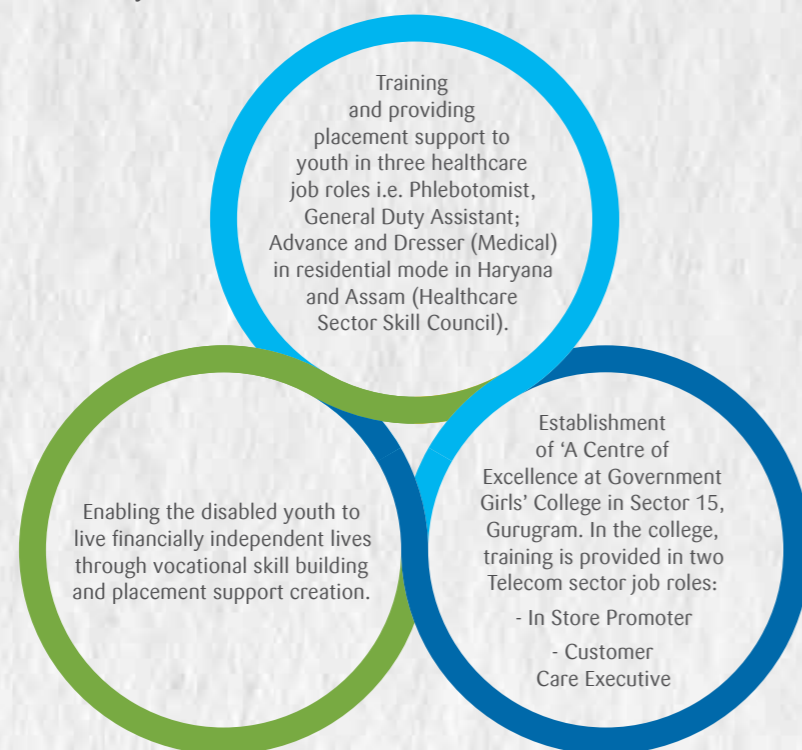 Training
and providing
placement support to
youth in three healthcare
job roles i.e. Phlebotomist,
General Duty Assistant;
Advance and Dresser (Medical)
in residential mode in Haryana
and Assam (Healthcare
Sector Skill Council).
Enabling the disabled youth to
live financially independent lives
through vocational skill building
and placement support creation.
Establishment
of ‘A Centre of
Excellence at Government
Girls’ College in Sector 15,
Gurugram. In the college,
training is provided in two
Telecom sector job roles:
- In Store Promoter
- Customer
Care Executive